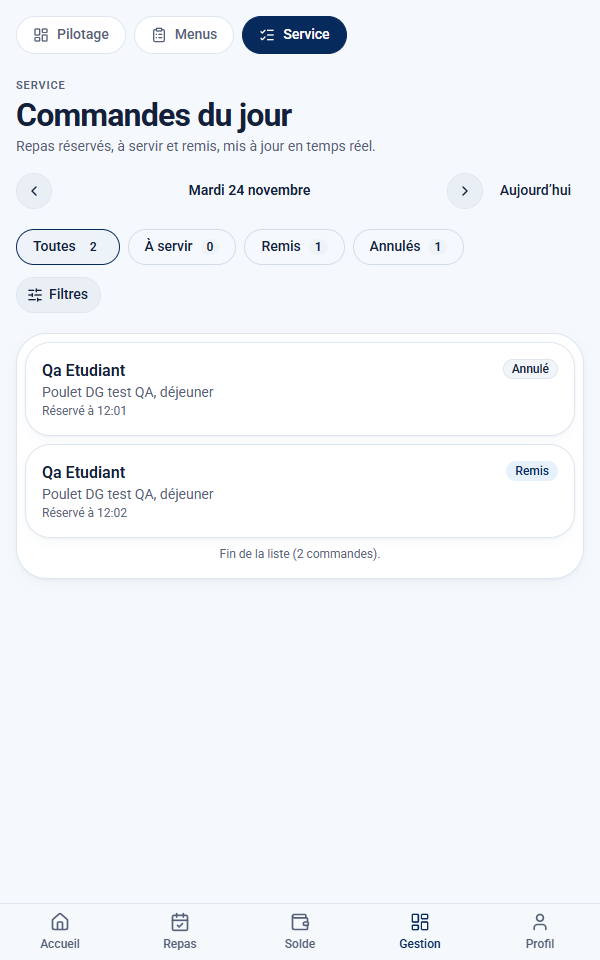 Pilotage Menus Service
SERVICE
Commandes du jour
Repas réservés, à servir et remis, mis à jour en temps réel.
Mardi 24 novembre Aujourd'hui
Toutes 2 À servir 0 Remis 1 Annulés 1
Filtres
Qa Etudiant Annulé
Poulet DG test QA, déjeuner
Réservé à 12:01
Qa Etudiant Remis
Poulet DG test QA, déjeuner
Réservé à 12:02
Fin de la liste (2 commandes).
Accueil Repas Solde Gestion Profil